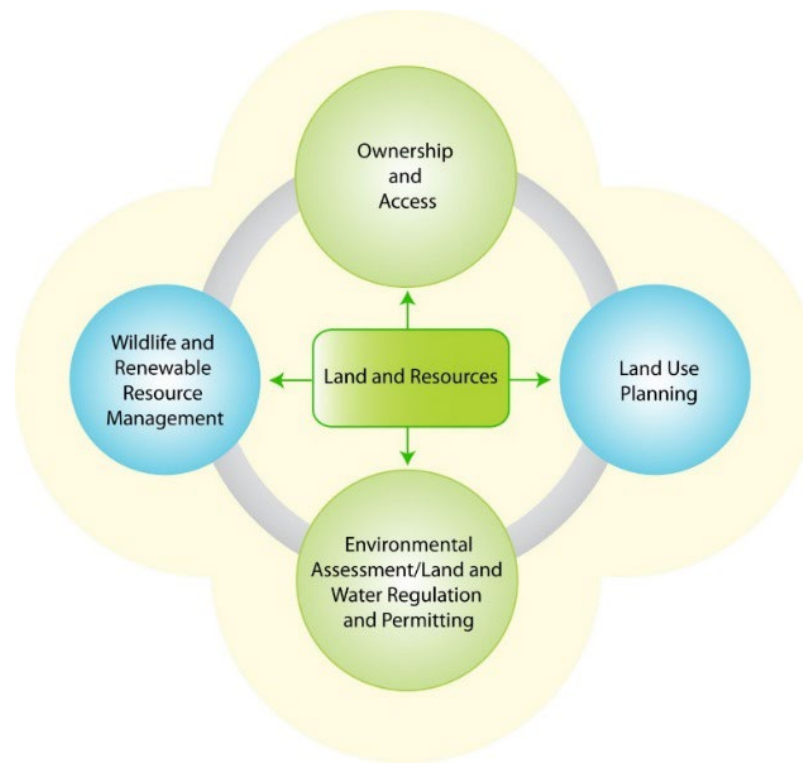 Ownership
and
Access
Wildlife and
Renewable
Resource
Management
Land and Resources
Land Use
Planning
Environmental
Assessment/Land and
Water Regulation
and Permitting